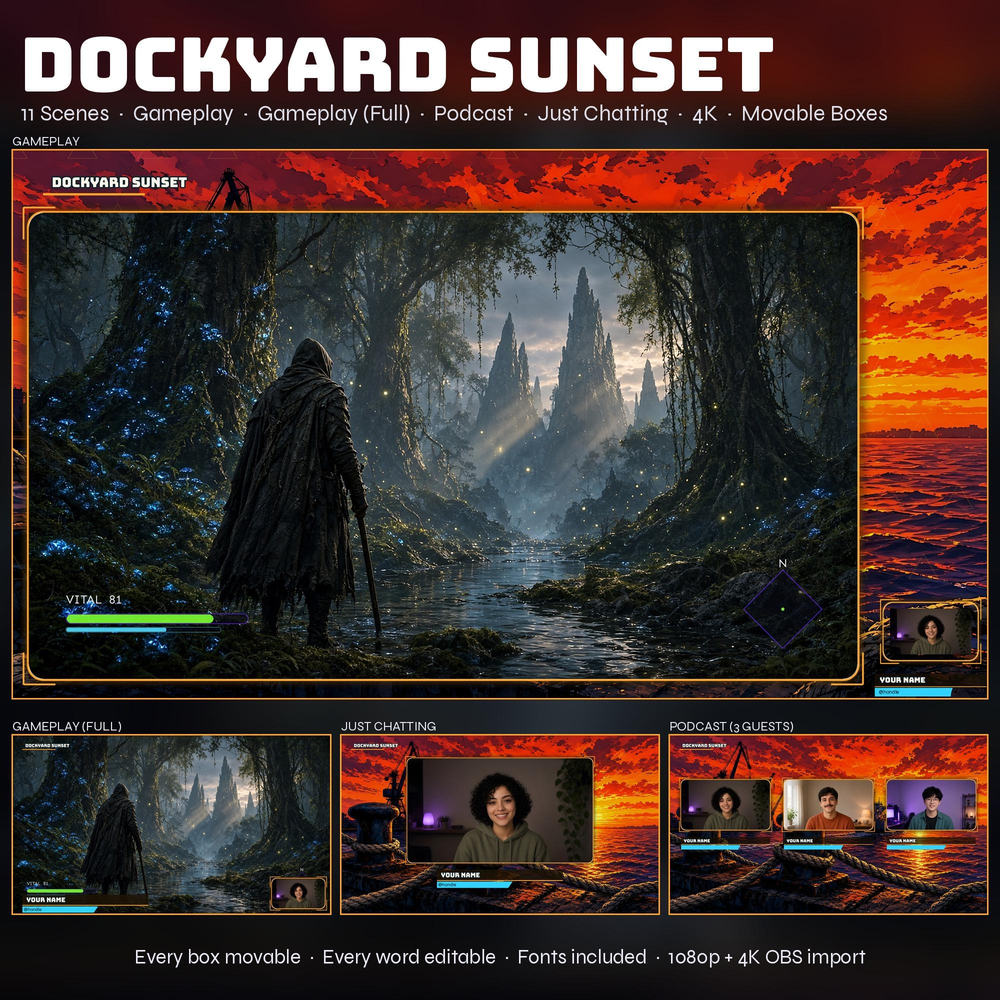 DOCKYARD SUNSET
11 Scenes · Gameplay · Gameplay (Full) · Podcast · Just Chatting · 4K · Movable Boxes
GAMEPLAY
DOCKYARD SUNSET
N
VITAL 81
YOUR NAME
@handle
GAMEPLAY (FULL)
DOCKYARD SUNSET
VITAL 81
YOUR NAME
@handle
JUST CHATTING
DOCKYARD SUNSET
YOUR NAME
@handle
PODCAST (3 GUESTS)
DOCKYARD SUNSET
YOUR NAME
YOUR NAME
YOUR NAME
Every box movable · Every word editable · Fonts included · 1080p + 4K OBS import